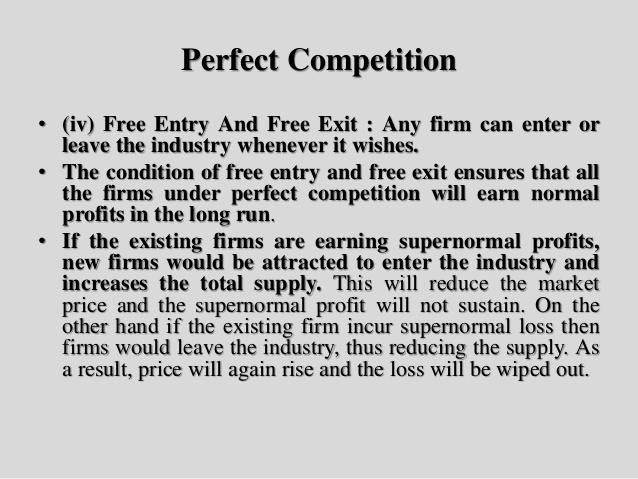 Perfect Competition
• (iv) Free Entry And Free Exit : Any firm can enter or
leave the industry whenever it wishes.
• The condition of free entry and free exit ensures that all
the firms under perfect competition will earn normal
profits in the long run.
• If the existing firms are earning supernormal profits,
new firms would be attracted to enter the industry and
increases the total supply. This will reduce the market
price and the supernormal profit will not sustain. On the
other hand if the existing firm incur supernormal loss then
firms would leave the industry, thus reducing the supply. As
a result, price will again rise and the loss will be wiped out.